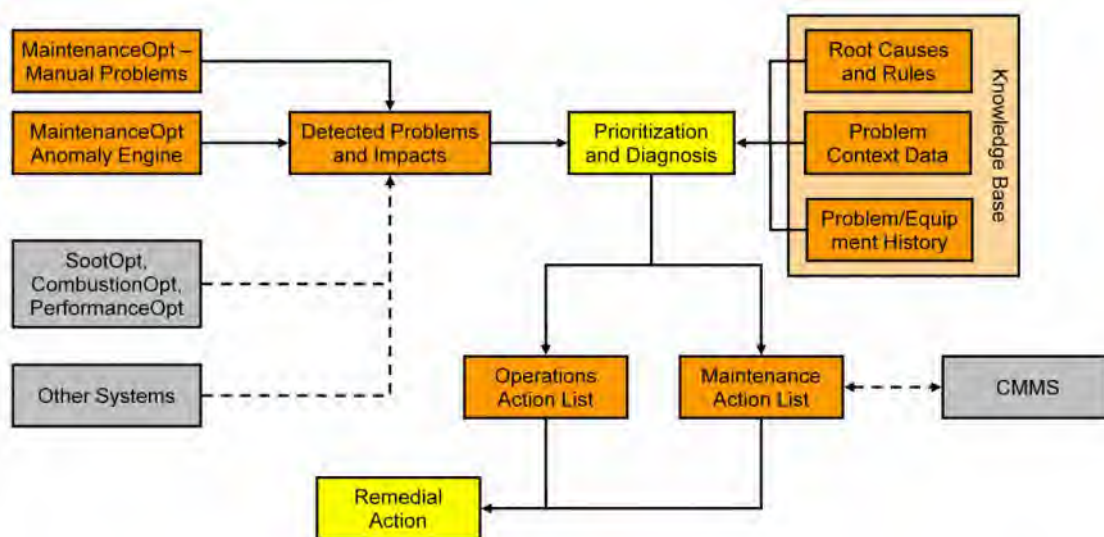 MaintenanceOpt –
Manual Problems
MaintenanceOpt
Anomaly Engine
SootOpt,
CombustionOpt,
PerformanceOpt
Other Systems
Detected Problems
and Impacts
Prioritization
and Diagnosis
Root Causes
and Rules
Problem
Context Data
Problem/Equip
ment History
Knowledge Base
Operations
Action List
Maintenance
Action List
CMMS
Remedial
Action